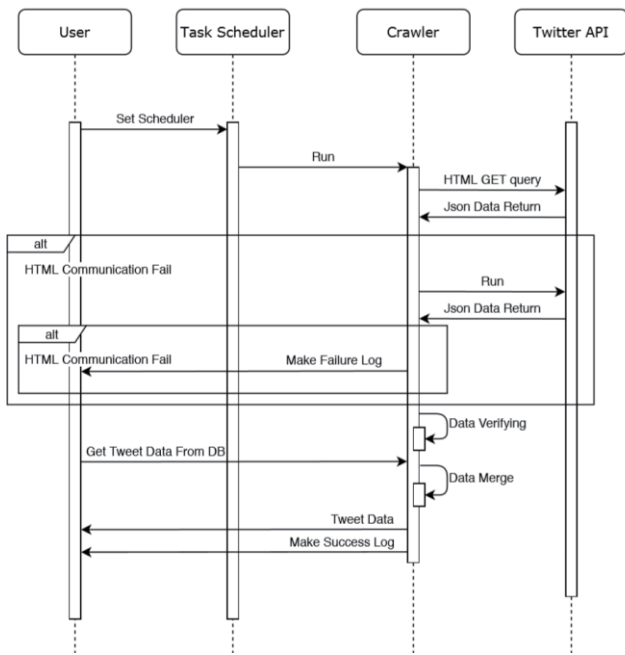 User
Task Scheduler
Crawler
Twitter API
Set Scheduler
Run
HTML GET query
Json Data Return
alt
HTML Communication Fail
Run
Json Data Return
alt
HTML Communication Fail
Make Failure Log
Data Verifying
Get Tweet Data From DB
Data Merge
Tweet Data
Make Success Log